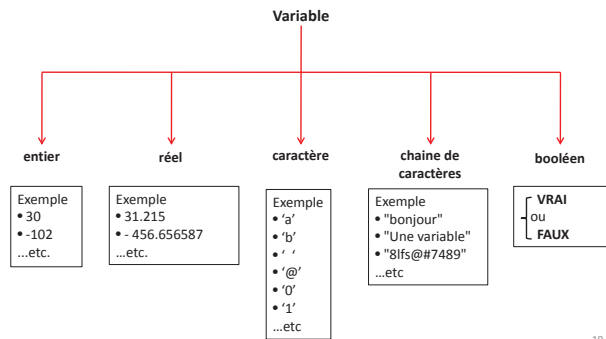 Variable
entier
réel
caractère
chaine de
caractères
booléen
Exemple
• 30
• -102
...etc.
Exemple
• 31.215
• - 456.656587
...etc.
Exemple
• ‘a’
• ‘b’
• ‘ ’
• ‘@’
• ‘0’
• ‘1’
...etc
Exemple
• "bonjour"
• "Une variable"
• "8lfs@#7489"
...etc
VRAI
ou
FAUX